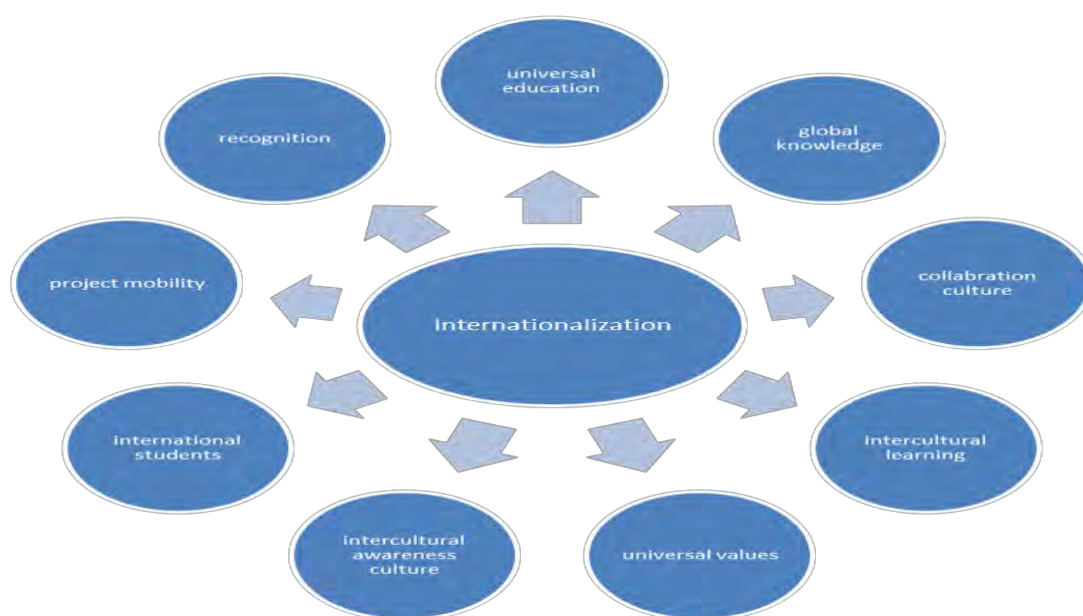 universal
education
global
knowledge
collabration
culture
intercultural
learning
universal values
intercultural
awareness
culture
international
students
project mobility
recognition
Internationalization